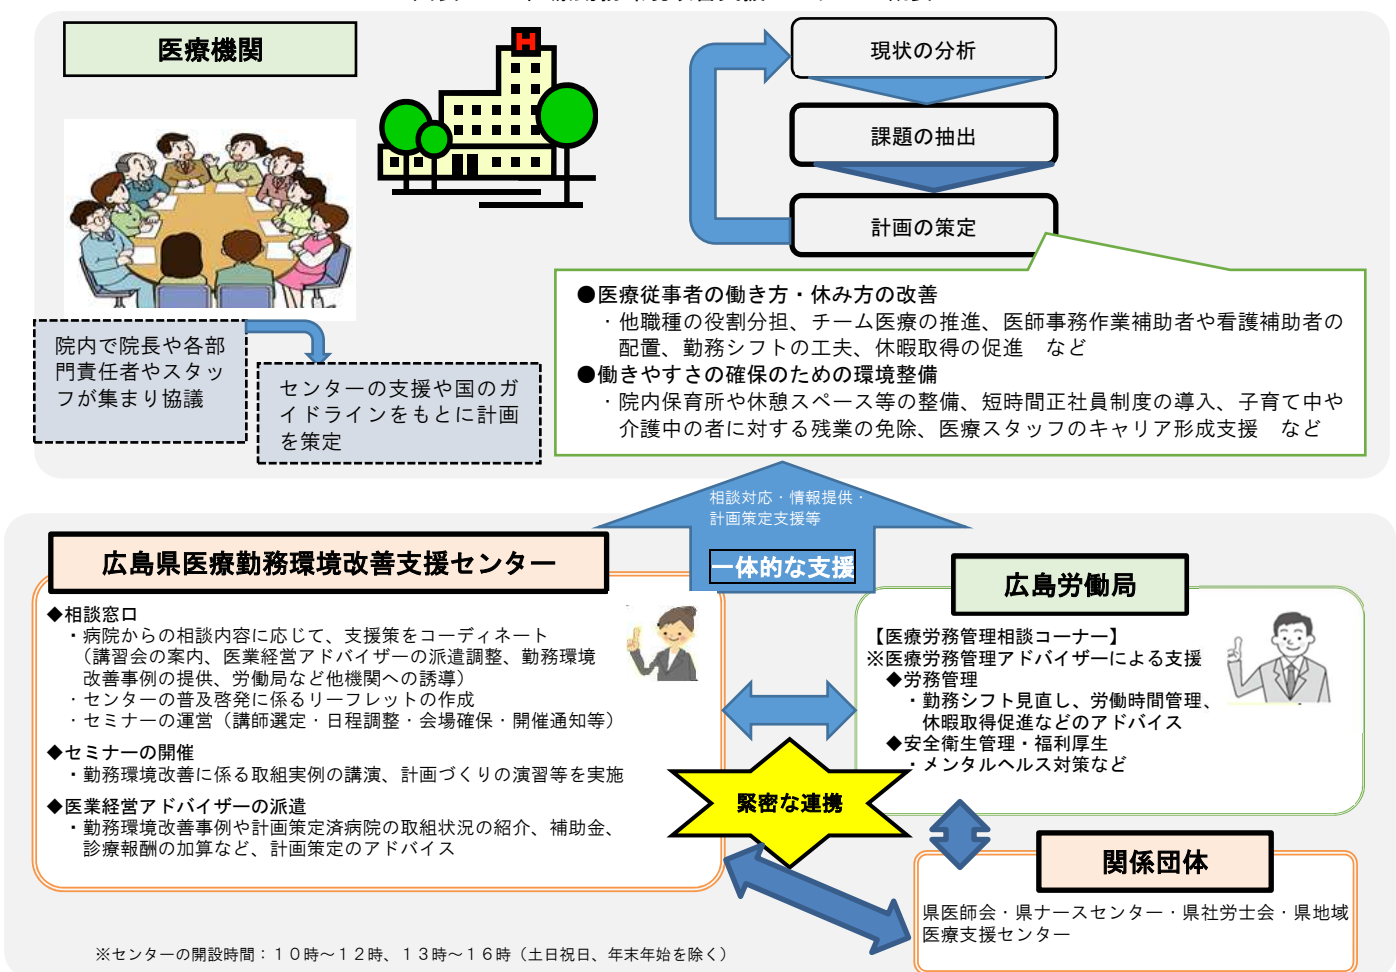 医療機関
H
現状の分析
課題の抽出
計画の策定
院内で院長や各部
門責任者やスタッ
フが集まり協議
センターの支援や国のガ
イドラインをもとに計画
を策定
●医療従事者の働き方・休み方の改善
・他職種の役割分担、チーム医療の推進、医師事務作業補助者や看護補助者の
配置、勤務シフトの工夫、休暇取得の促進　など
●働きやすさの確保のための環境整備
・院内保育所や休憩スペース等の整備、短時間正社員制度の導入、子育て中や
介護中の者に対する残業の免除、医療スタッフのキャリア形成支援　など
相談対応・情報提供・
計画策定支援等
一体的な支援
広島県医療勤務環境改善支援センター
◆相談窓口
・病院からの相談内容に応じて、支援策をコーディネート
（講習会の案内、医業経営アドバイザーの派遣調整、勤務環境
改善事例の提供、労働局など他機関への誘導）
・センターの普及啓発に係るリーフレットの作成
・セミナーの運営（講師選定・日程調整・会場確保・開催通知等）
◆セミナーの開催
・勤務環境改善に係る取組実例の講演、計画づくりの演習等を実施
◆医業経営アドバイザーの派遣
・勤務環境改善事例や計画策定済病院の取組状況の紹介、補助金、
診療報酬の加算など、計画策定のアドバイス
広島労働局
【医療労務管理相談コーナー】
※医療労務管理アドバイザーによる支援
◆労務管理
・勤務シフト見直し、労働時間管理、
休暇取得促進などのアドバイス
◆安全衛生管理・福利厚生
・メンタルヘルス対策など
緊密な連携
関係団体
県医師会・県ナースセンター・県社労士会・県地域
医療支援センター
※センターの開設時間：１０時～１２時、１３時～１６時（土日祝日、年末年始を除く）